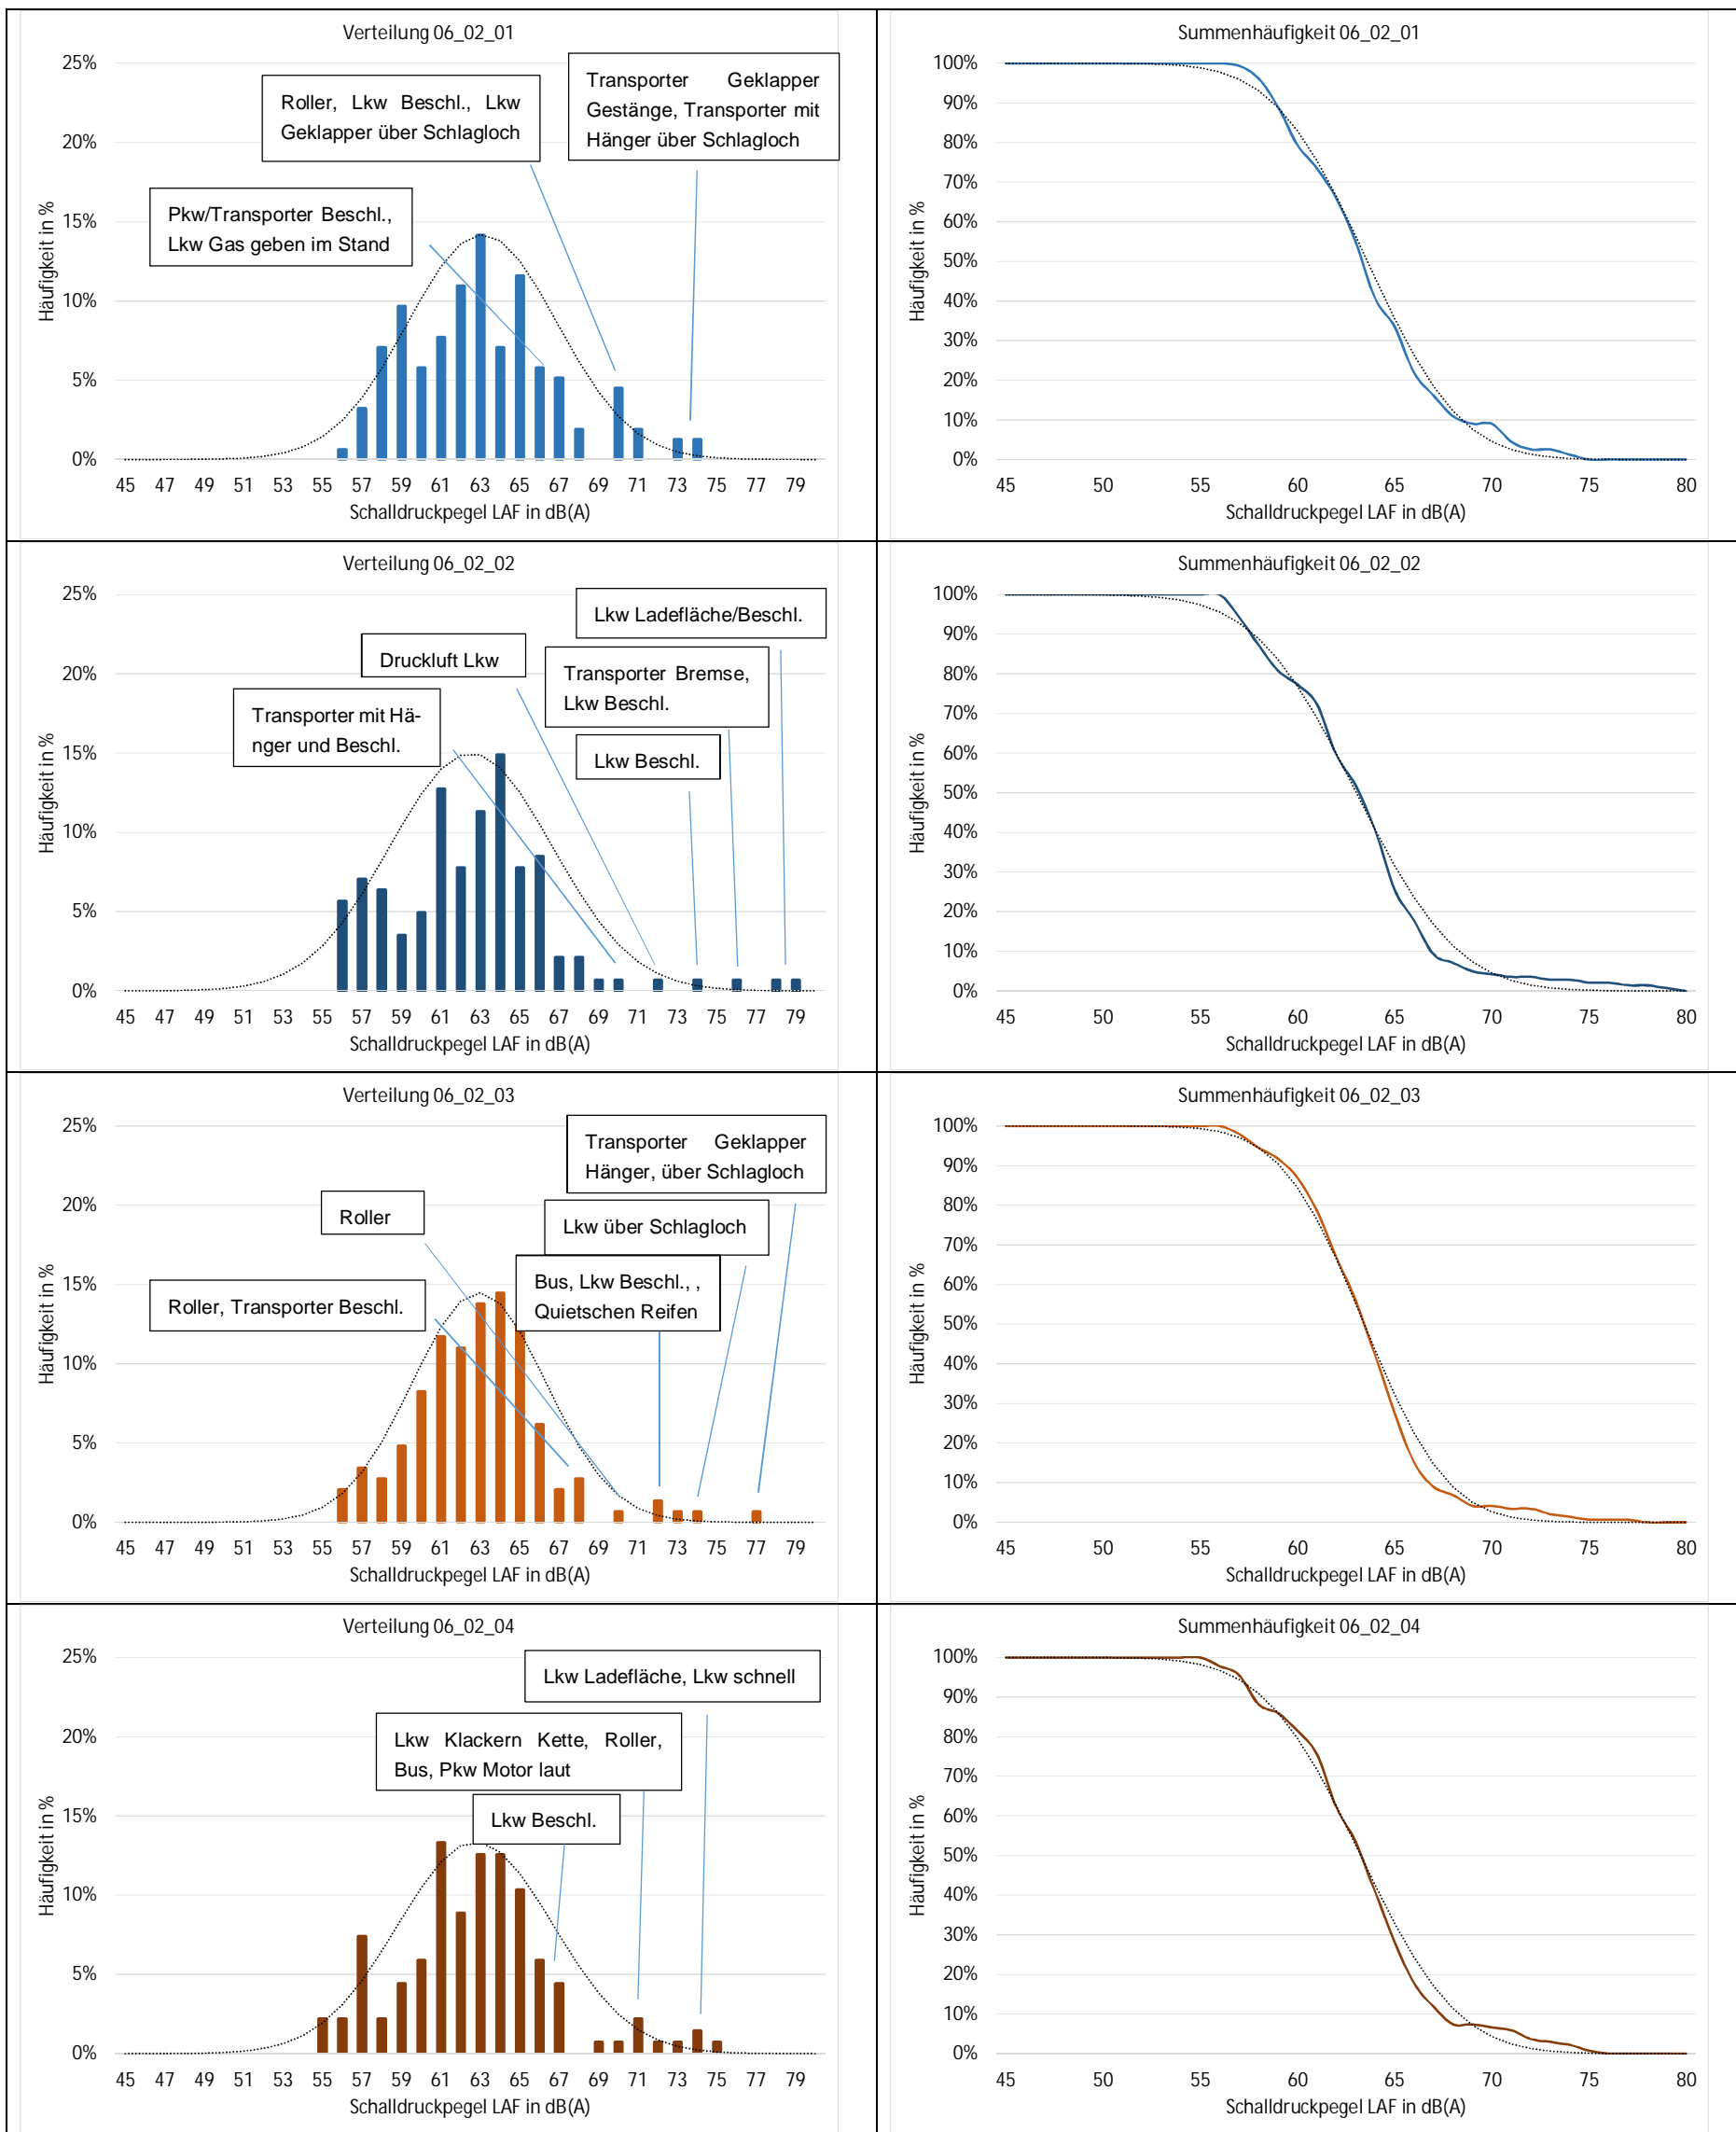 Verteilung 06_02_01
25%
20%
15%
10%
5%
0%
Häufigkeit in %
Roller, Lkw Beschl., Lkw
Geklapper über Schlagloch
Transporter Geklapper
Gestänge, Transporter mit
Hänger über Schlagloch
Pkw/Transporter Beschl.,
Lkw Gas geben im Stand
45 47 49 51 53 55 57 59 61 63 65 67 69 71 73 75 77 79
Schalldruckpegel LAF in dB(A)
Summenhäufigkeit 06_02_01
100%
90%
80%
70%
60%
50%
40%
30%
20%
10%
0%
Häufigkeit in %
45 50 55 60 65 70 75 80
Schalldruckpegel LAF in dB(A)
Verteilung 06_02_02
25%
20%
15%
10%
5%
0%
Häufigkeit in %
Lkw Ladefläche/Beschl.
Druckluft Lkw
Transporter Bremse,
Lkw Beschl.
Transporter mit Hä-
nger und Beschl.
Lkw Beschl.
45 47 49 51 53 55 57 59 61 63 65 67 69 71 73 75 77 79
Schalldruckpegel LAF in dB(A)
Summenhäufigkeit 06_02_02
100%
90%
80%
70%
60%
50%
40%
30%
20%
10%
0%
Häufigkeit in %
45 50 55 60 65 70 75 80
Schalldruckpegel LAF in dB(A)
Verteilung 06_02_03
25%
20%
15%
10%
5%
0%
Häufigkeit in %
Transporter Geklapper
Hänger, über Schlagloch
Roller
Lkw über Schlagloch
Bus, Lkw Beschl., ,
Quietschen Reifen
Roller, Transporter Beschl.
45 47 49 51 53 55 57 59 61 63 65 67 69 71 73 75 77 79
Schalldruckpegel LAF in dB(A)
Summenhäufigkeit 06_02_03
100%
90%
80%
70%
60%
50%
40%
30%
20%
10%
0%
Häufigkeit in %
45 50 55 60 65 70 75 80
Schalldruckpegel LAF in dB(A)
Verteilung 06_02_04
25%
20%
15%
10%
5%
0%
Häufigkeit in %
Lkw Ladefläche, Lkw schnell
Lkw Klackern Kette, Roller,
Bus, Pkw Motor laut
Lkw Beschl.
45 47 49 51 53 55 57 59 61 63 65 67 69 71 73 75 77 79
Schalldruckpegel LAF in dB(A)
Summenhäufigkeit 06_02_04
100%
90%
80%
70%
60%
50%
40%
30%
20%
10%
0%
Häufigkeit in %
45 50 55 60 65 70 75 80
Schalldruckpegel LAF in dB(A)